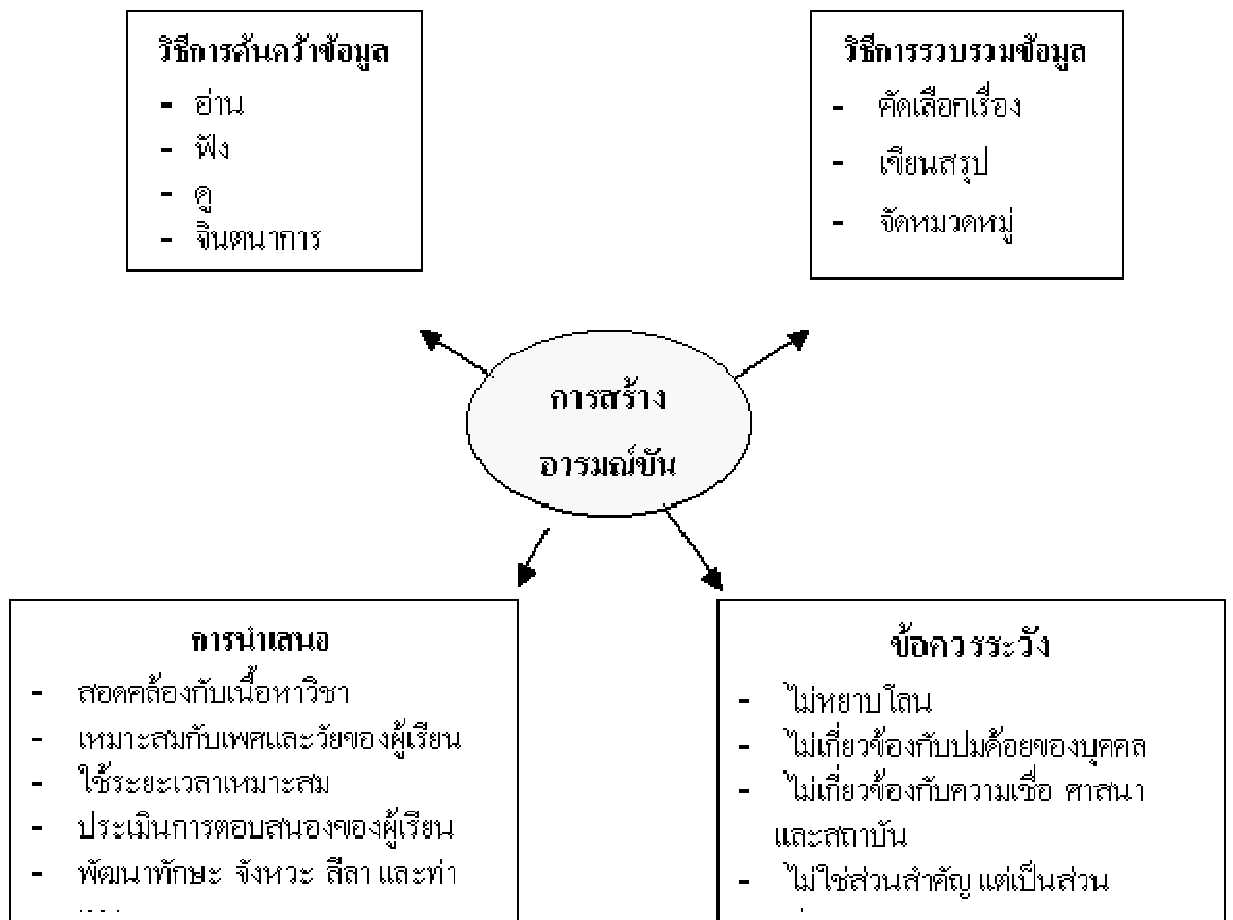 วิธีการค้นคว้าข้อมูล
- อ่าน
- ฟัง
- ดู
- จินตนาการ
วิธีการรวบรวมข้อมูล
- คัดเลือกเรื่อง
- เขียนสรุป
- จัดหมวดหมู่
การสร้าง
อารมณ์ขัน
การนำเสนอ
- สอดคล้องกับเนื้อหาวิชา
- เหมาะสมกับเพศและวัยของผู้เรียน
- ใช้ระยะเวลาเหมาะสม
- ประเมินการตอบสนองของผู้เรียน
- พัฒนาทักษะ จังหวะ ลีลา และท่า
ข้อควรระวัง
- ไม่หยาบโลน
- ไม่เกี่ยวข้องกับปมด้อยของบุคคล
- ไม่เกี่ยวข้องกับความเชื่อ ศาสนา
และสถาบัน
- ไม่ใช่ส่วนสำคัญ แต่เป็นส่วน